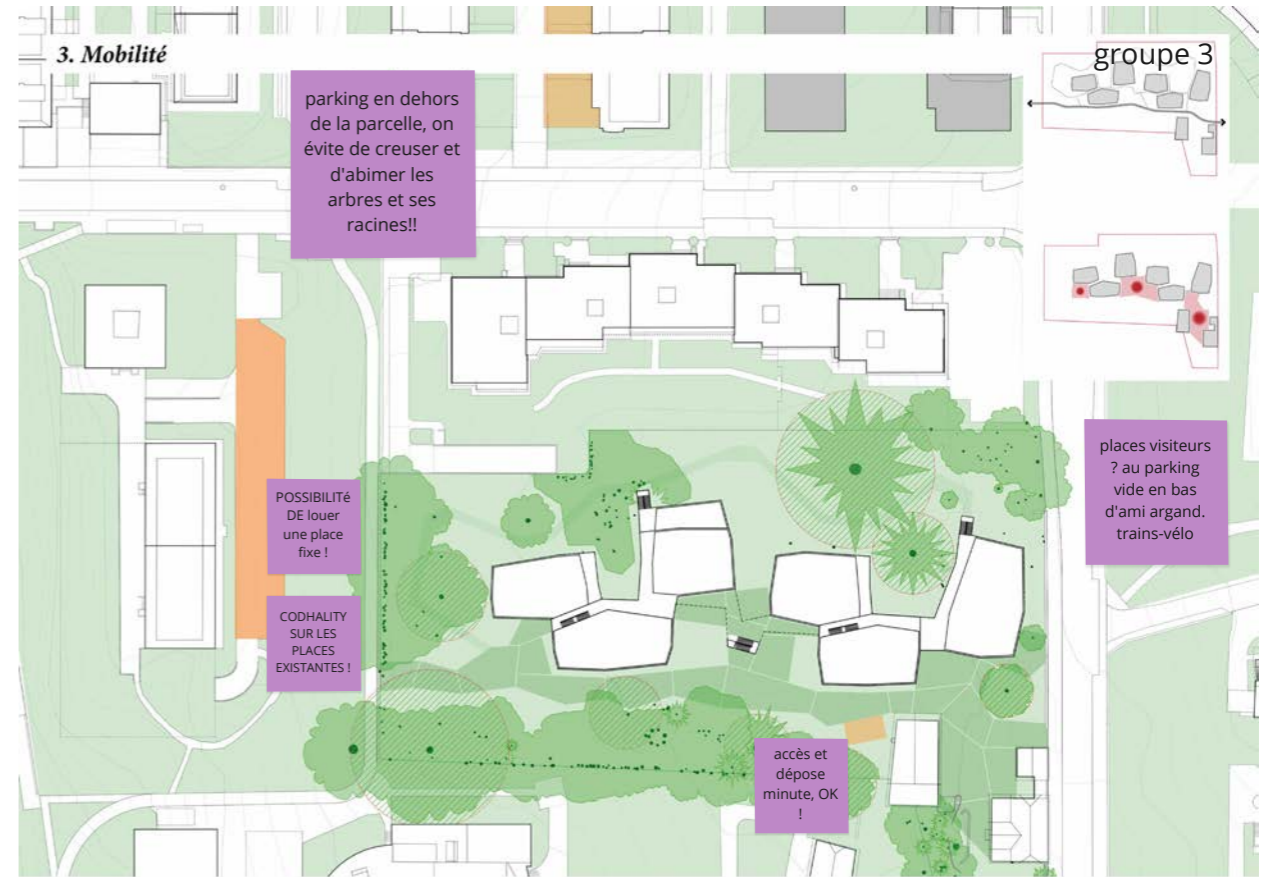 3. Mobilité
groupe 3
parking en dehors
de la parcelle, on
évite de creuser et
d'abimer les
arbres et ses
racines!!
POSSIBILITé
DE louer
une place
fixe !
CODHALITY
SUR LES
PLACES
EXISTANTES !
places visiteurs
? au parking
vide en bas
d'ami argand.
trains-vélo
accès et
dépose
minute, OK
!